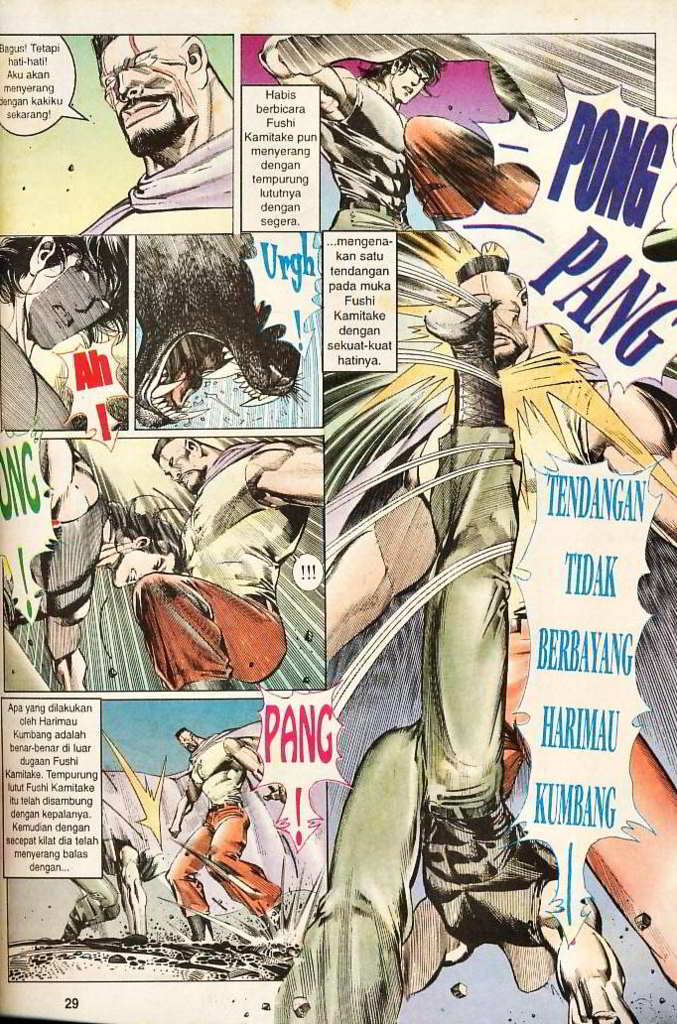 Bagus! Tetapi
hati-hati!
Aku akan
menyerang
dengan kakiku
sekarang!
Habis
berbicara
Fushi
Kamitake pun
menyerang
dengan
tempurung
lututnya
dengan
segera.
PONG
PANG
Ah
!
Urgh
!
...mengena-
kan satu
tendangan
pada muka
Fushi
Kamitake
dengan
sekuat-kuat
hatinya.
ONG
!!
!!!
TENDANGAN
TIDAK
BERBAYANG
HARIMAU
KUMBANG
!
Apa yang dilakukan
oleh Harimau
Kumbang adalah
benar-benar di luar
dugaan Fushi
Kamitake. Tempurung
lutut Fushi Kamitake
itu telah disambung
dengan kepalanya.
Kemudian dengan
secepat kilat dia telah
menyerang balas
dengan...
PANG
!
29